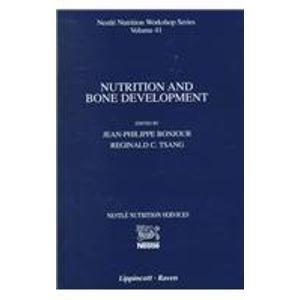 Nestlé Nutrition Workshop Series
Volume 41
NUTRITION AND
BONE DEVELOPMENT
EDITED BY
JEAN-PHILIPPE BONJOUR
REGINALD C. TSANG
NESTLÉ NUTRITION SERVICES
Nestlé
Lippincott - Raven